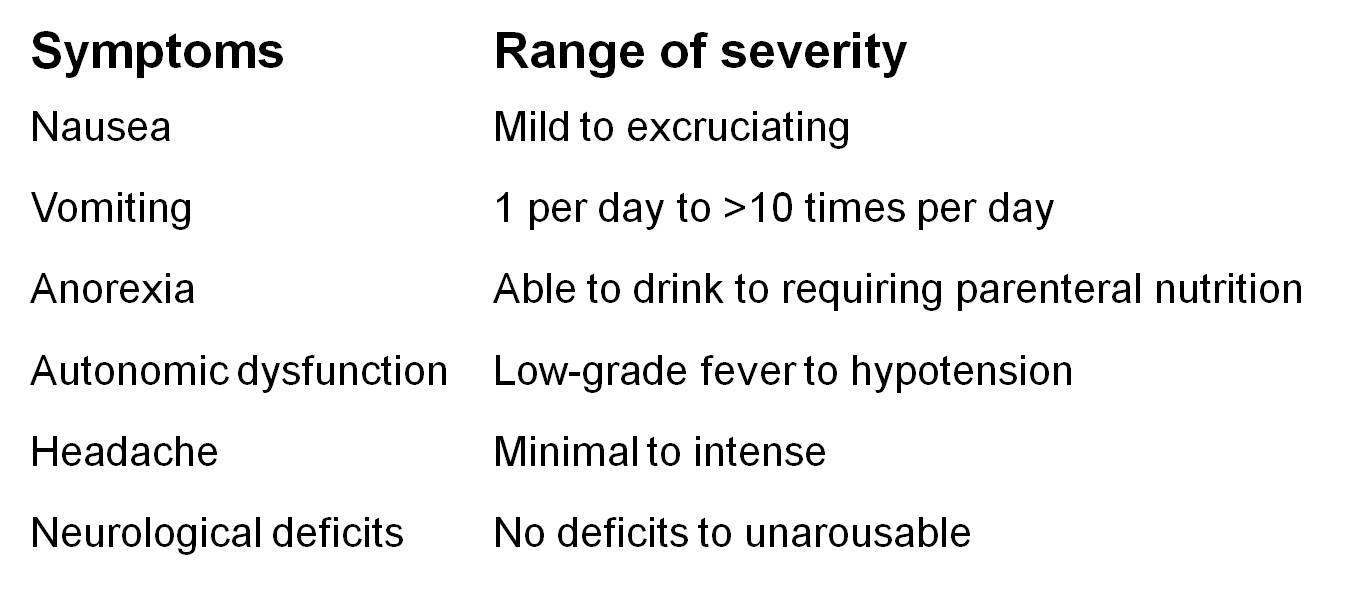 Symptoms Range of severity
Nausea Mild to excruciating
Vomiting 1 per day to >10 times per day
Anorexia Able to drink to requiring parenteral nutrition
Autonomic dysfunction Low-grade fever to hypotension
Headache Minimal to intense
Neurological deficits No deficits to unarousable